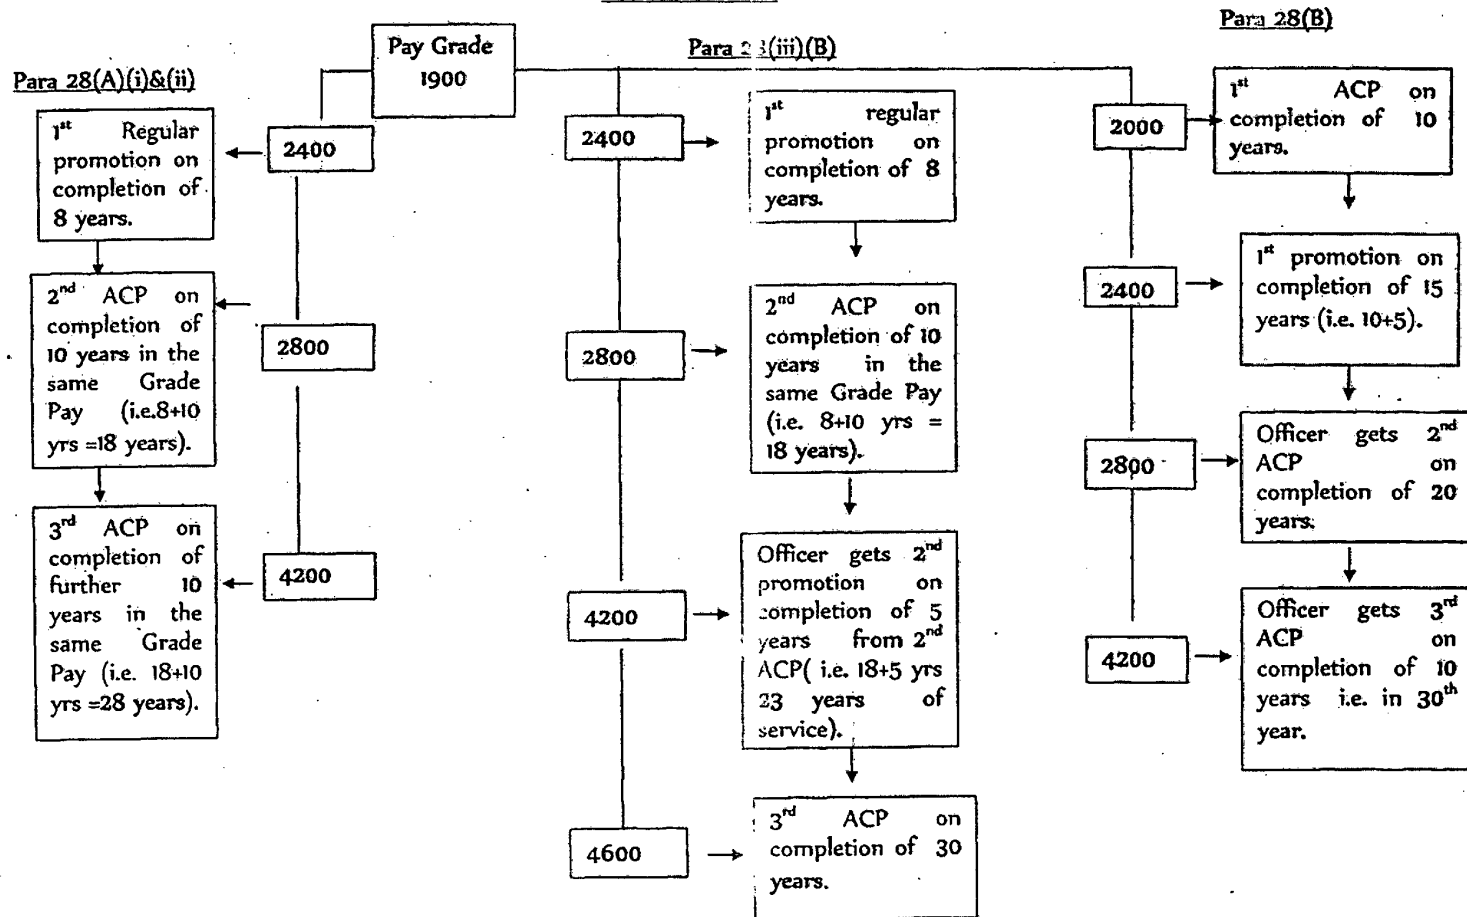 Pay Grade
1900
Para 28(A)(i)&(ii)
2400
1st Regular
promotion on
completion of
8 years.
2800
2nd ACP on
completion of
10 years in the
same Grade
Pay (i.e.8+10
yrs =18 years).
4200
3rd ACP on
completion of
further 10
years in the
same Grade
Pay (i.e. 18+10
yrs =28 years).
Para 28(iii)(B)
2400
1st regular
promotion on
completion of 8
years.
2800
2nd ACP on
completion of 10
years in the
same Grade Pay
(i.e. 8+10 yrs =
18 years).
4200
Officer gets 2nd
promotion on
completion of 5
years from 2nd
ACP( i.e. 18+5 yrs
23 years of
service).
4600
3rd ACP on
completion of 30
years.
Para 28(B)
2000
1st ACP on
completion of 10
years.
2400
1st promotion on
completion of 15
years (i.e. 10+5).
2800
Officer gets 2nd
ACP on
completion of 20
years.
4200
Officer gets 3rd
ACP on
completion of 10
years i.e. in 30th
year.